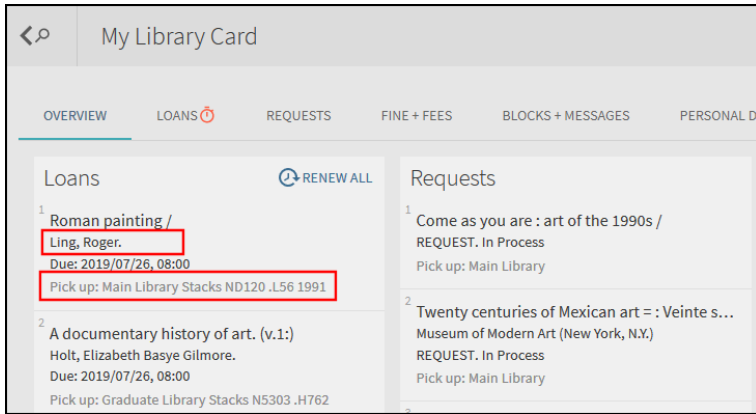 My Library Card
OVERVIEW LOANS REQUESTS FINE + FEES BLOCKS + MESSAGES PERSONAL D
Loans RENEW ALL
1
Roman painting /
Ling, Roger.
Due: 2019/07/26, 08:00
Pick up: Main Library Stacks ND120 .L56 1991
2
A documentary history of art. (v.1:)
Holt, Elizabeth Basye Gilmore.
Due: 2019/07/26, 08:00
Pick up: Graduate Library Stacks N5303 .H762
Requests
1
Come as you are : art of the 1990s /
REQUEST. In Process
Pick up: Main Library
2
Twenty centuries of Mexican art = : Veinte s...
Museum of Modern Art (New York, N.Y.)
REQUEST. In Process
Pick up: Main Library